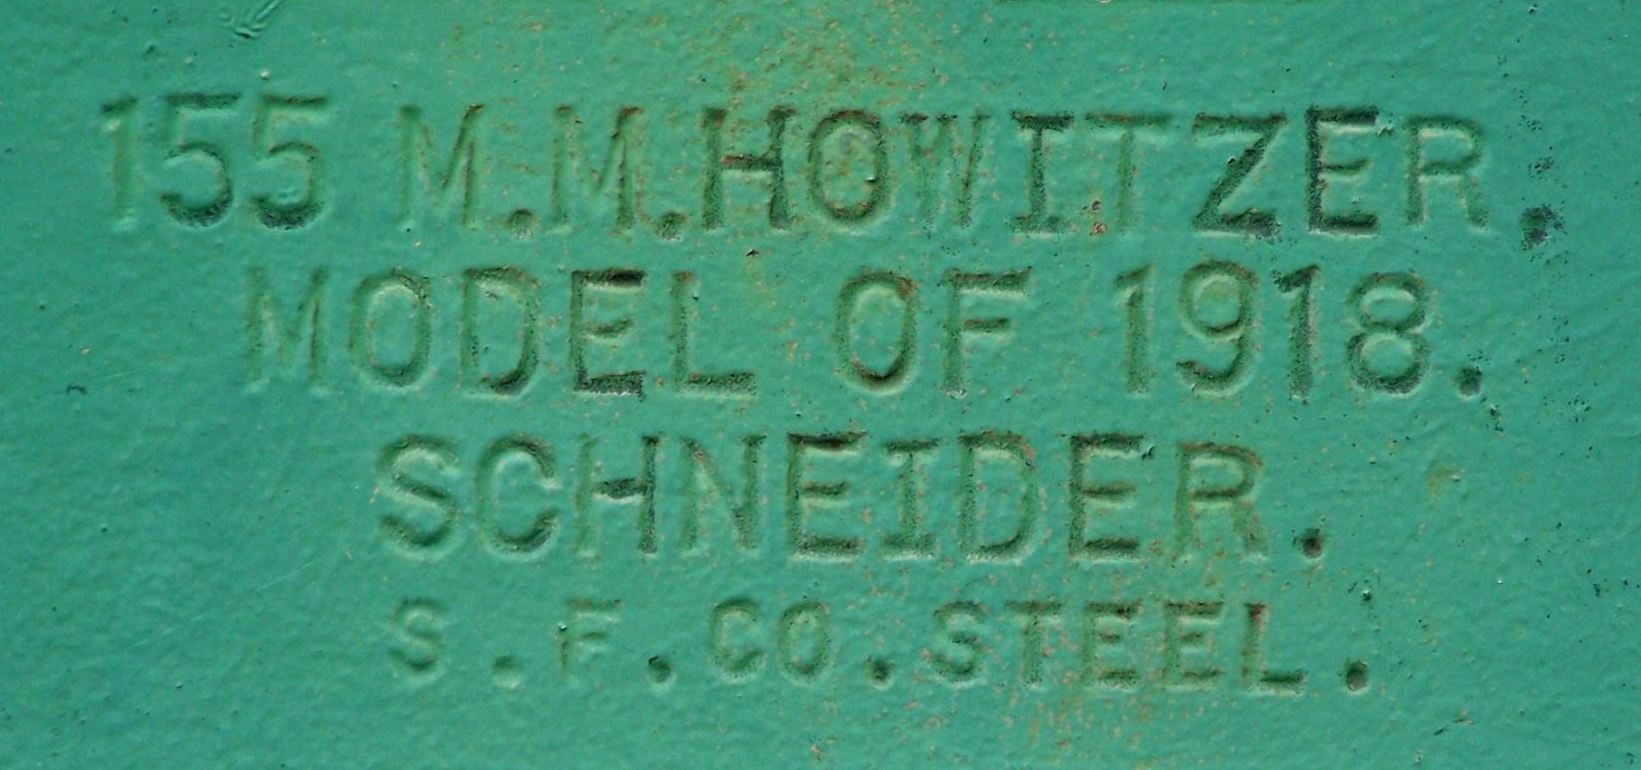 155 M.M.HOWITZER.
MODEL OF 1918.
SCHNEIDER.
S.F.CO.STEEL.